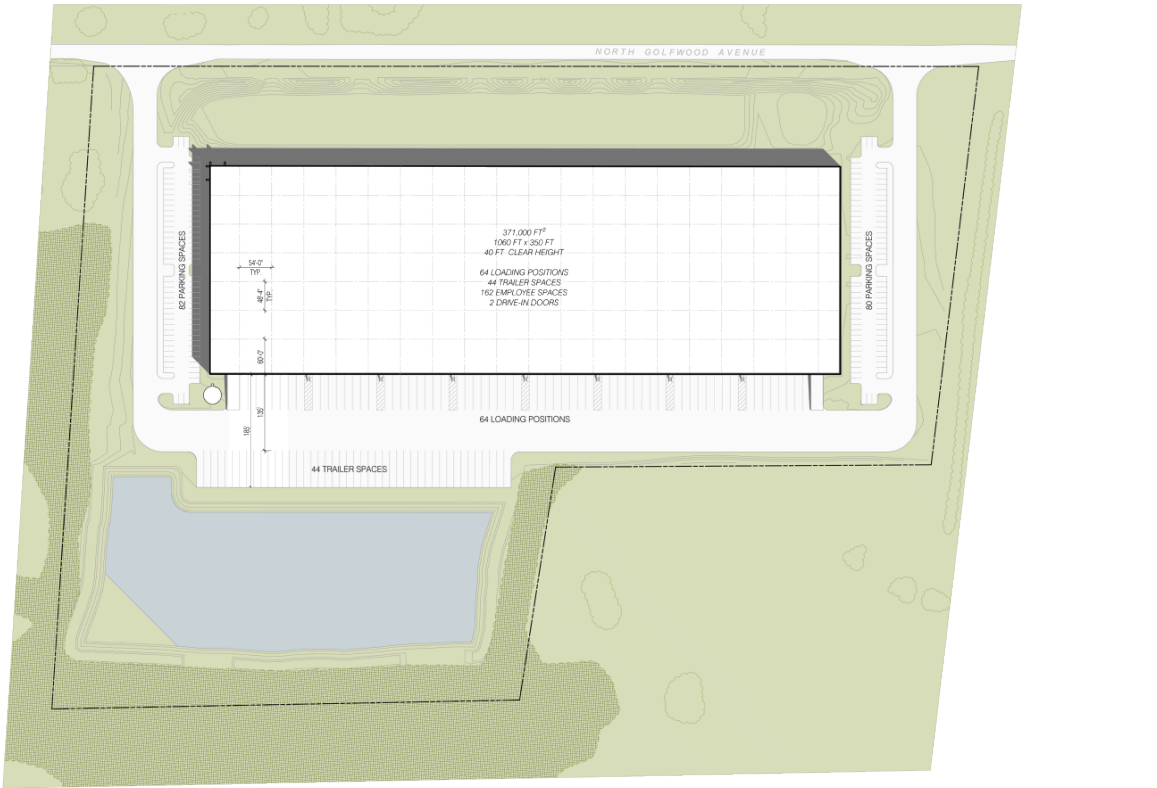 NORTH GOLFWOOD AVENUE
371,000 FT²
1060 FT x 350 FT
40 FT CLEAR HEIGHT
64 LOADING POSITIONS
44 TRAILER SPACES
162 EMPLOYEE SPACES
2 DRIVE-IN DOORS
82 PARKING SPACES
80 PARKING SPACES
54'-0"
TYP.
48'-4"
TYP.
60'-0"
135'
185'
64 LOADING POSITIONS
44 TRAILER SPACES